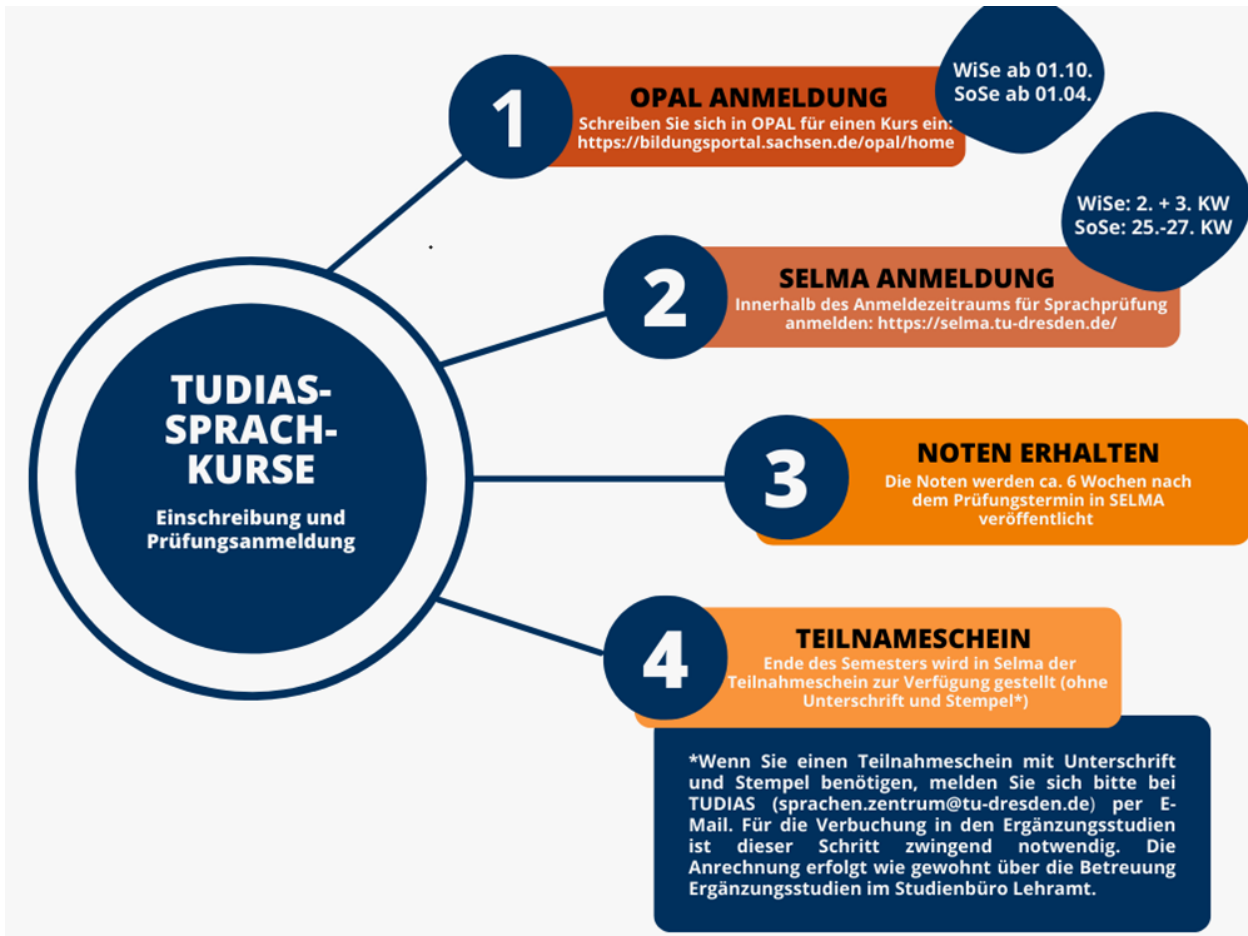 TUDIAS-
SPRACH-
KURSE
Einschreibung und
Prüfungsanmeldung
1
OPAL ANMELDUNG
Schreiben Sie sich in OPAL für einen Kurs ein:
https://bildungsportal.sachsen.de/opal/home
WiSe ab 01.10.
SoSe ab 01.04.
2
SELMA ANMELDUNG
Innerhalb des Anmeldezeitraums für Sprachprüfung
anmelden: https://selma.tu-dresden.de/
WiSe: 2. + 3. KW
SoSe: 25.-27. KW
3
NOTEN ERHALTEN
Die Noten werden ca. 6 Wochen nach
dem Prüfungstermin in SELMA
veröffentlicht
4
TEILNAMESCHEIN
Ende des Semesters wird in Selma der
Teilnahmeschein zur Verfügung gestellt (ohne
Unterschrift und Stempel*)
*Wenn Sie einen Teilnahmeschein mit Unterschrift
und Stempel benötigen, melden Sie sich bitte bei
TUDIAS (sprachen.zentrum@tu-dresden.de) per E-
Mail. Für die Verbuchung in den Ergänzungsstudien
ist dieser Schritt zwingend notwendig. Die
Anrechnung erfolgt wie gewohnt über die Betreuung
Ergänzungsstudien im Studienbüro Lehramt.